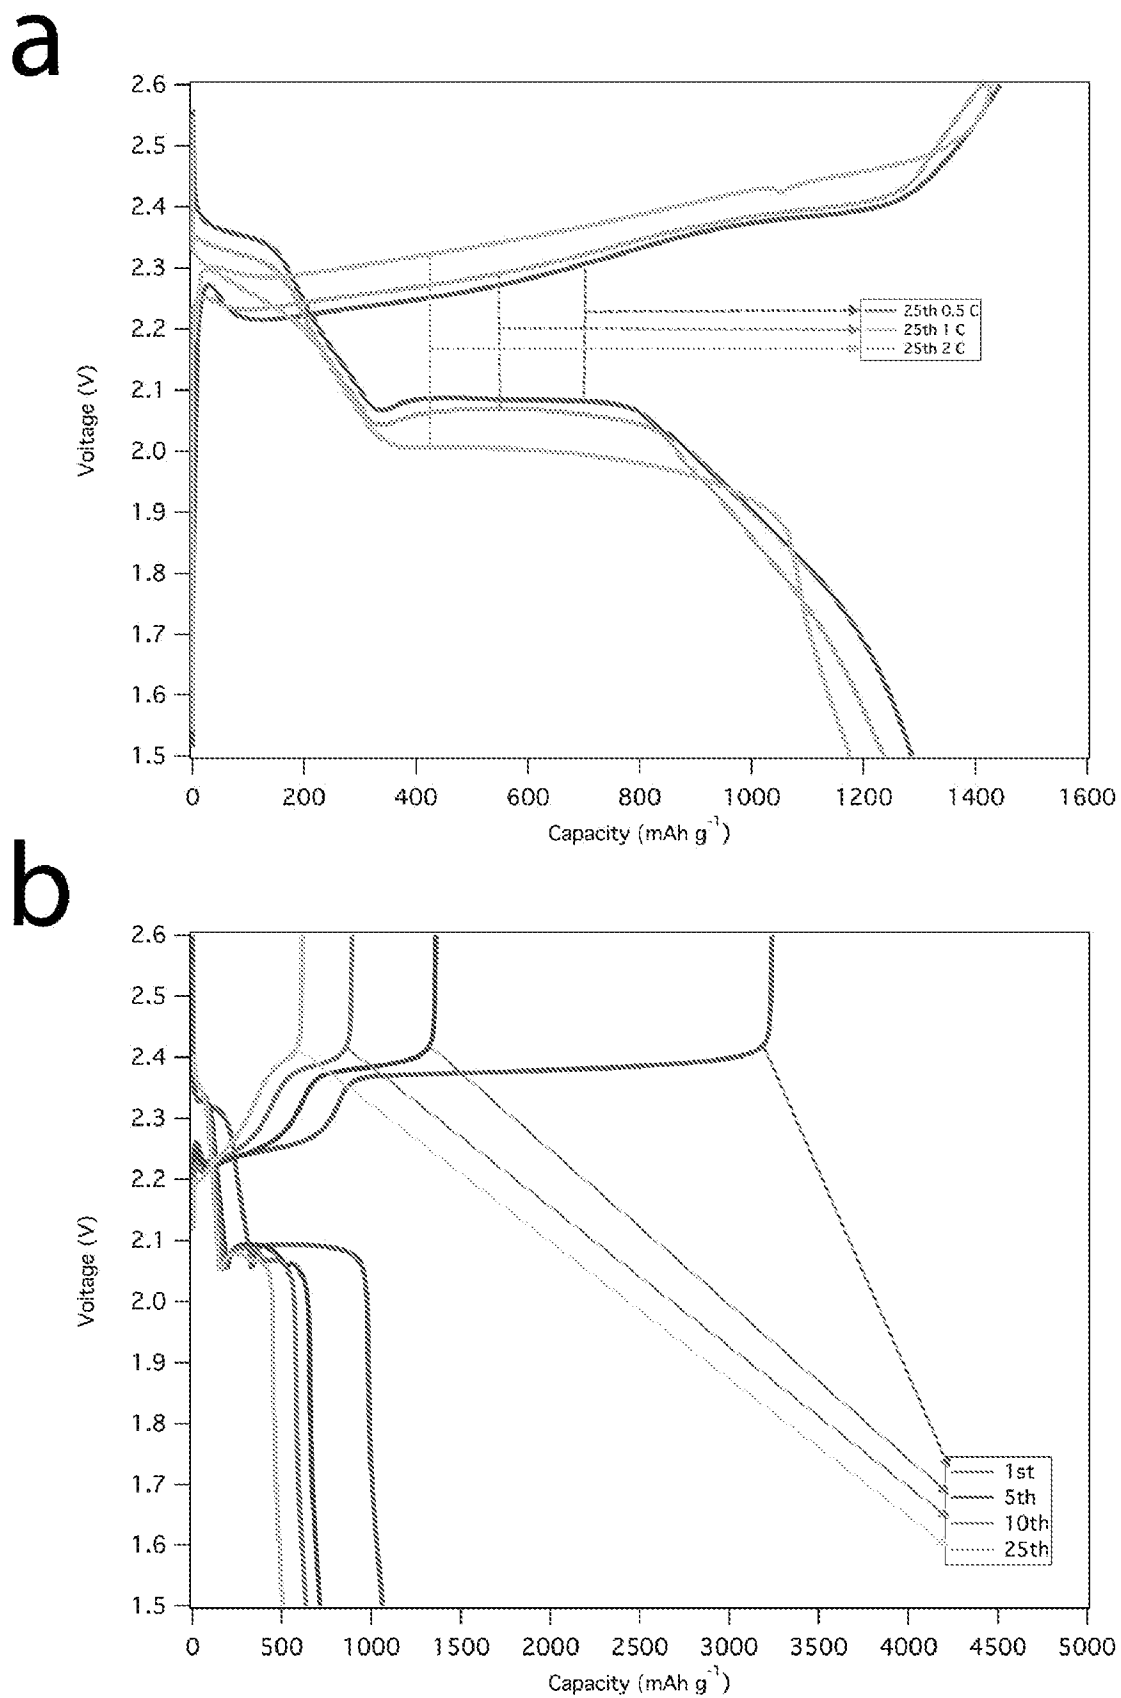 a
2.6
2.5
2.4
2.3
2.2
2.1
2.0
1.9
1.8
1.7
1.6
1.5
Voltage (V)
25th 0.5 C
25th 1 C
25th 2 C
0 200 400 600 800 1000 1200 1400 1600
Capacity (mAh g⁻¹)
b
2.6
2.5
2.4
2.3
2.2
2.1
2.0
1.9
1.8
1.7
1.6
1.5
Voltage (V)
1st
5th
10th
25th
0 500 1000 1500 2000 2500 3000 3500 4000 4500 5000
Capacity (mAh g⁻¹)